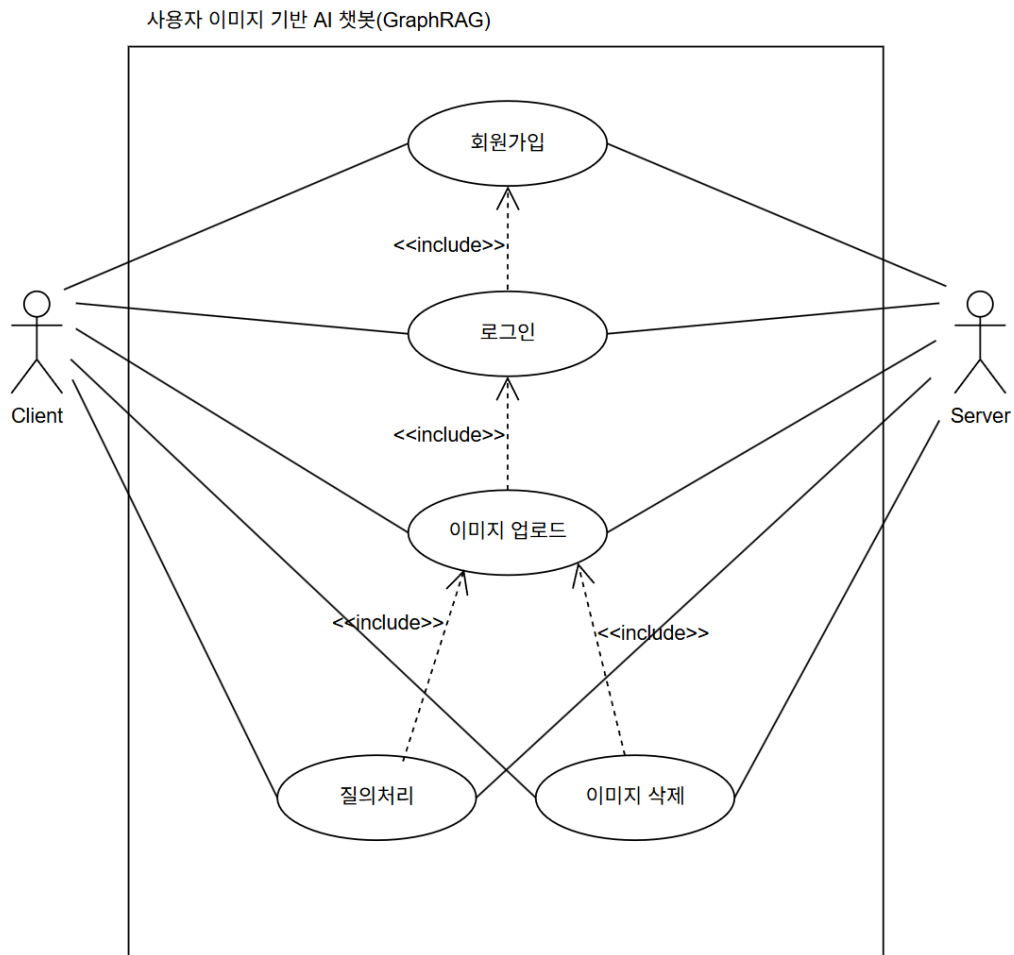 사용자 이미지 기반 AI 챗봇(GraphRAG)
회원가입
<<include>>
로그인
Client
Server
<<include>>
이미지 업로드
<<include>>
<<include>>
질의처리
이미지 삭제